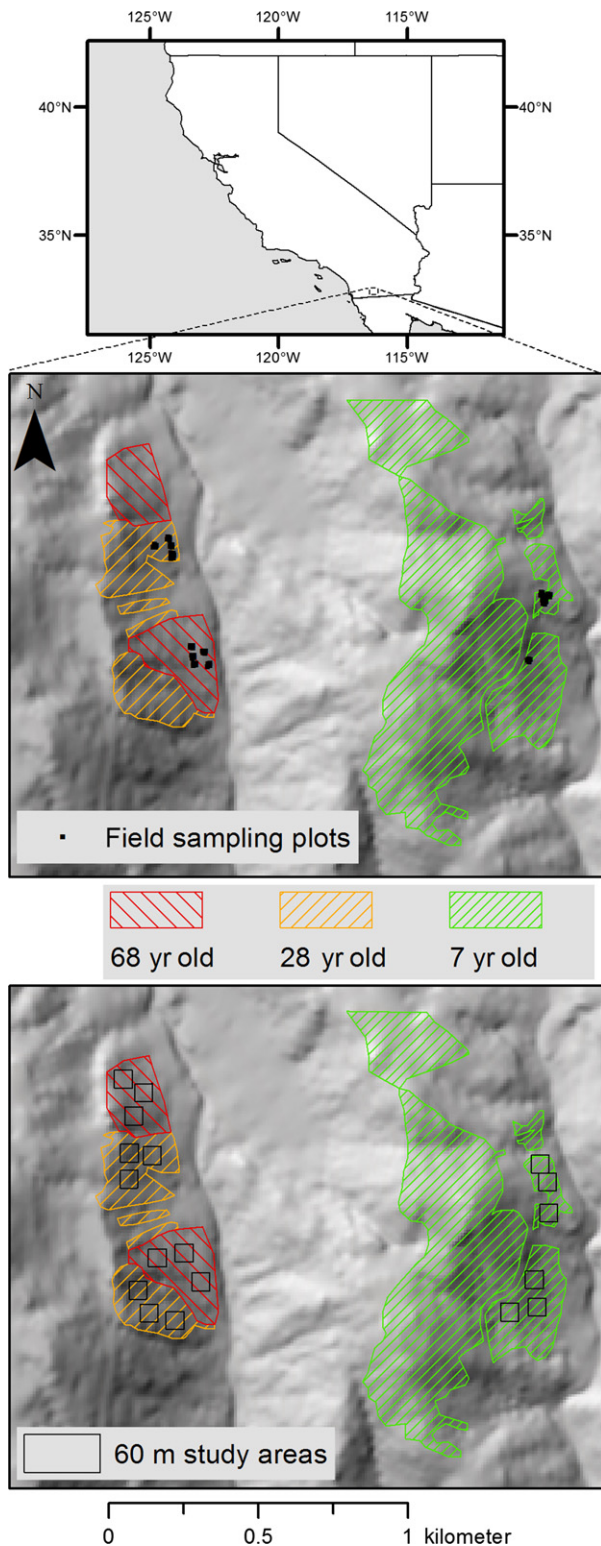 125°W 120°W 115°W
40°N 40°N
35°N 35°N
125°W 120°W 115°W
N
Field sampling plots
68 yr old 28 yr old 7 yr old
60 m study areas
0 0.5 1 kilometer